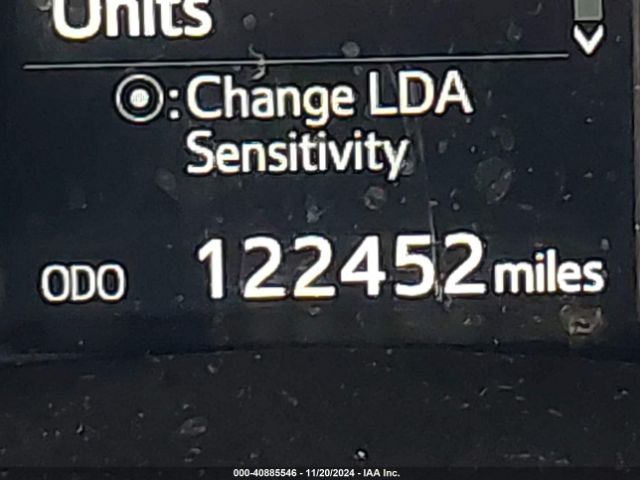 Units
: Change LDA
Sensitivity
ODO 122452 miles
000-40885546 - 11/20/2024 - IAA Inc.